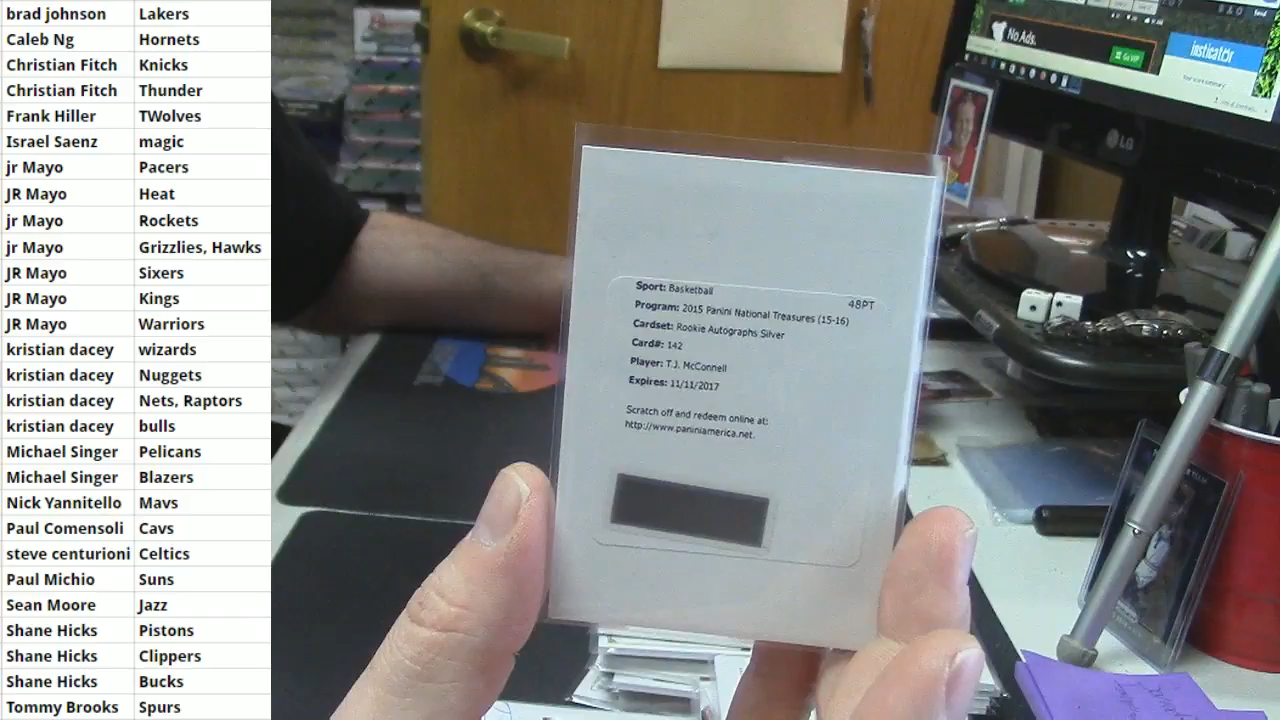 brad johnson Lakers
Caleb Ng Hornets
Christian Fitch Knicks
Christian Fitch Thunder
Frank Hiller TWolves
Israel Saenz magic
jr Mayo Pacers
JR Mayo Heat
jr Mayo Rockets
jr Mayo Grizzlies, Hawks
JR Mayo Sixers
JR Mayo Kings
JR Mayo Warriors
kristian dacey wizards
kristian dacey Nuggets
kristian dacey Nets, Raptors
kristian dacey bulls
Michael Singer Pelicans
Michael Singer Blazers
Nick Yannitello Mavs
Paul Comensoli Cavs
steve centurioni Celtics
Paul Michio Suns
Sean Moore Jazz
Shane Hicks Pistons
Shane Hicks Clippers
Shane Hicks Bucks
Tommy Brooks Spurs
No Ads.
Go VIP
insticator
LG
48PT
Sport: Basketball
Program: 2015 Panini National Treasures (15-16)
Cardset: Rookie Autographs Silver
Card#: 142
Player: T.J. McConnell
Expires: 11/11/2017
Scratch off and redeem online at:
http://www.paniniamerica.net.